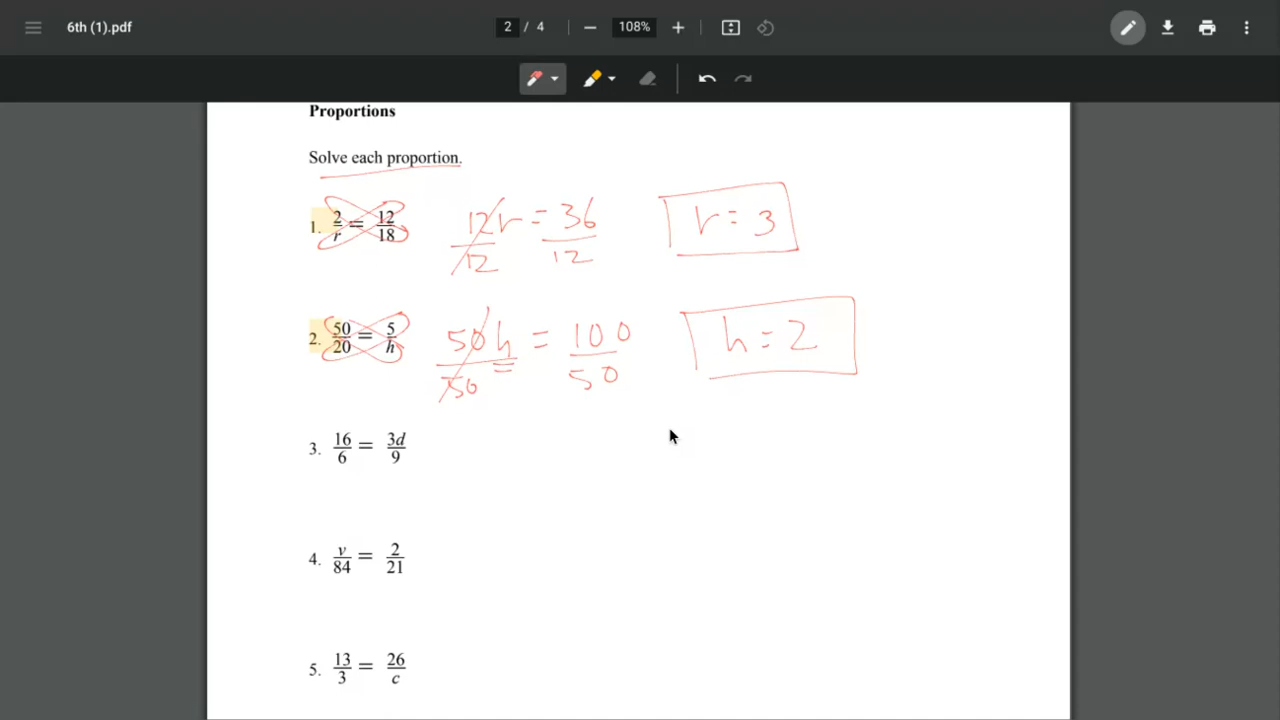 6th (1).pdf 2 / 4 108%
Proportions
Solve each proportion.
1. 2/r = 12/18 12r/12 = 36/12 r = 3
2. 50/20 = 5/h 50h/50 = 100/50 h = 2
3. 16/6 = 3d/9
4. v/84 = 2/21
5. 13/3 = 26/c